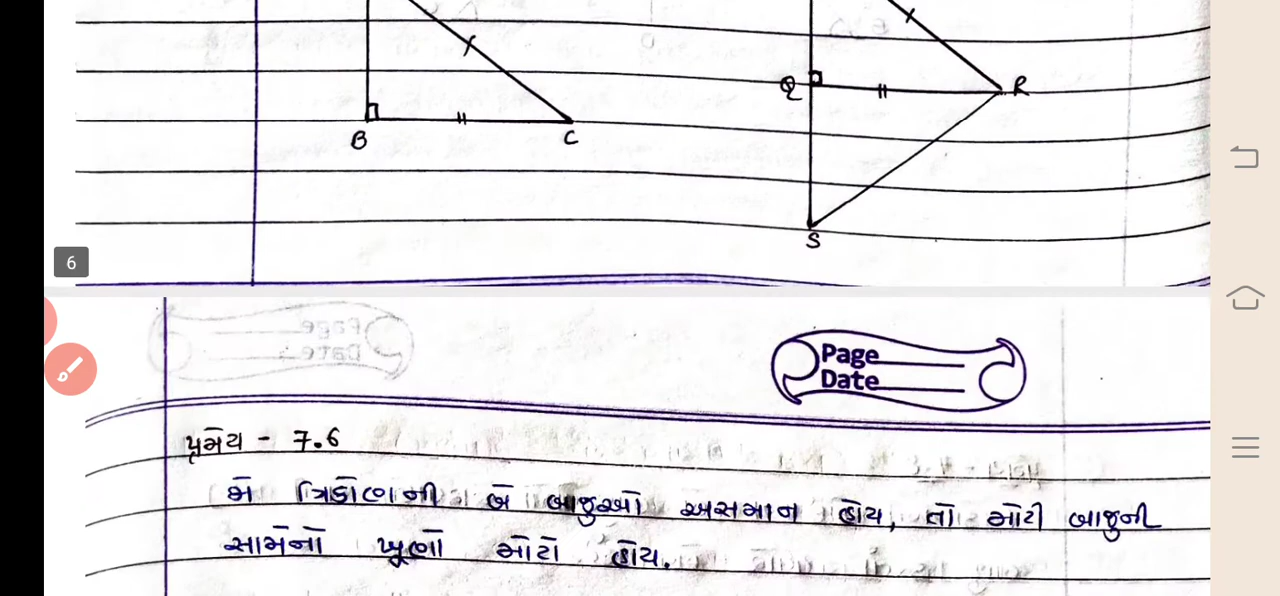 Q
R
B
C
S
6
Page
Date
પ્રમેય - 7.6
જો ત્રિકોણની બે બાજુઓ અસમાન હોય, તો મોટી બાજુની
સામેનો ખૂણો મોટો હોય.